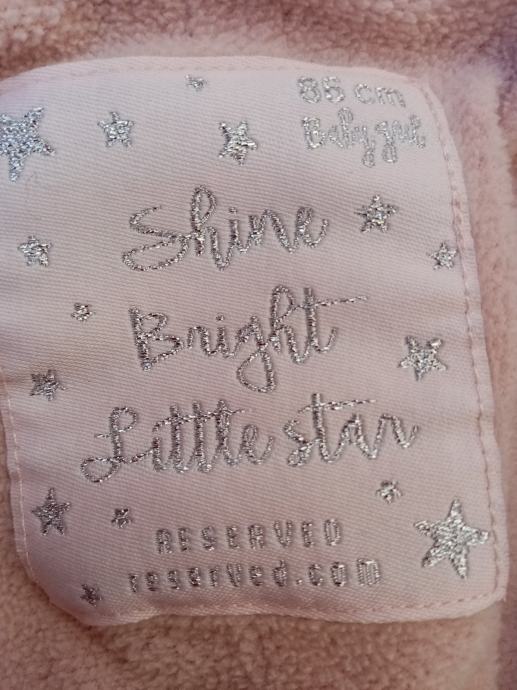 86 cm
Baby girl
Shine
Bright
Little star
RESERVED
reserved.com